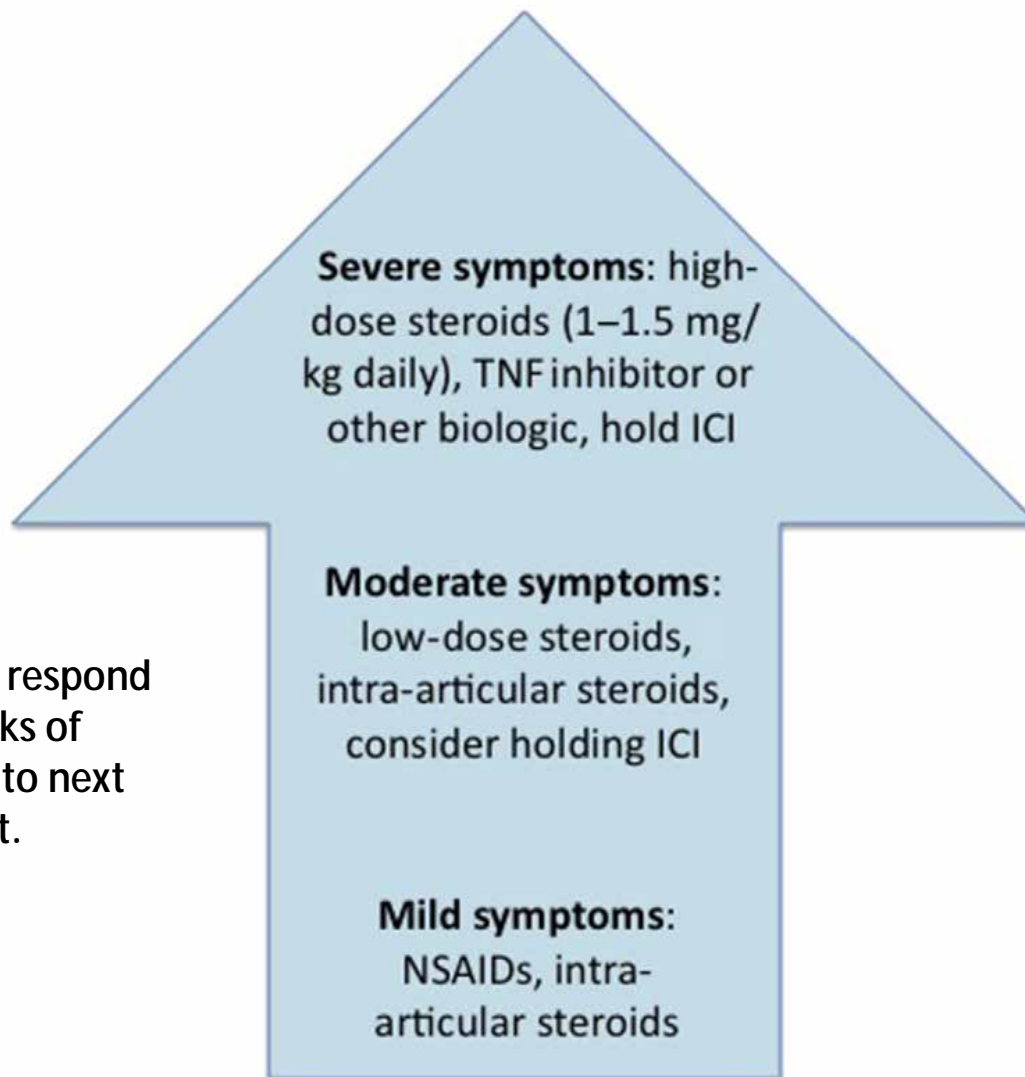 Severe symptoms: high-
dose steroids (1–1.5 mg/
kg daily), TNF inhibitor or
other biologic, hold ICI
Moderate symptoms:
low-dose steroids,
intra-articular steroids,
consider holding ICI
respond
ks of
to next
t.
Mild symptoms:
NSAIDs, intra-
articular steroids